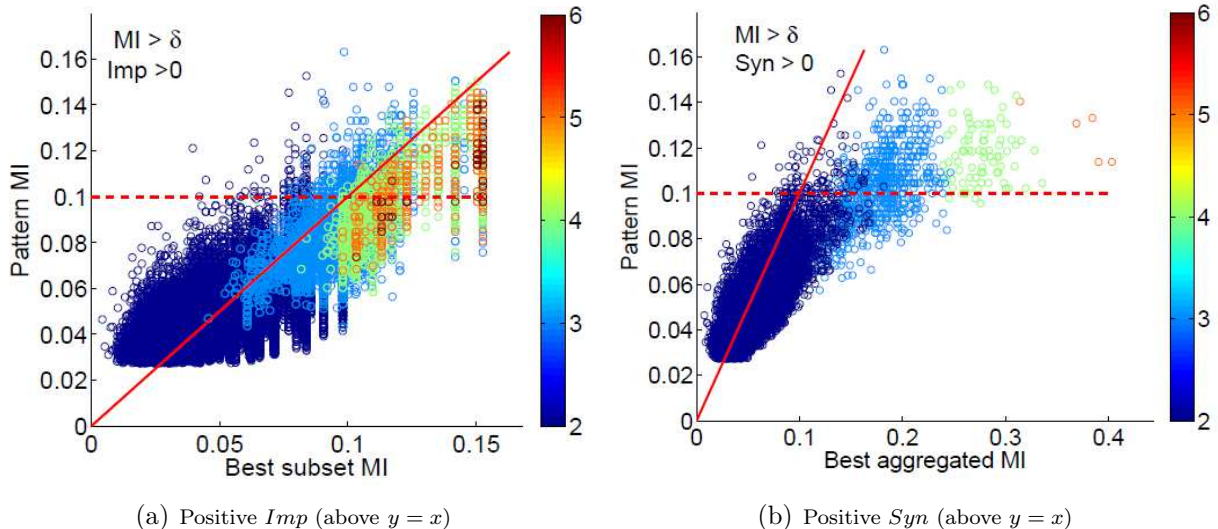 MI > δ
Imp >0
Pattern MI
0.16
0.14
0.12
0.1
0.08
0.06
0.04
0.02
0
0 0.05 0.1 0.15
Best subset MI
6
5
4
3
2
(a) Positive Imp (above y = x)
MI > δ
Syn > 0
Pattern MI
0.16
0.14
0.12
0.1
0.08
0.06
0.04
0.02
0
0 0.1 0.2 0.3 0.4
Best aggregated MI
6
5
4
3
2
(b) Positive Syn (above y = x)